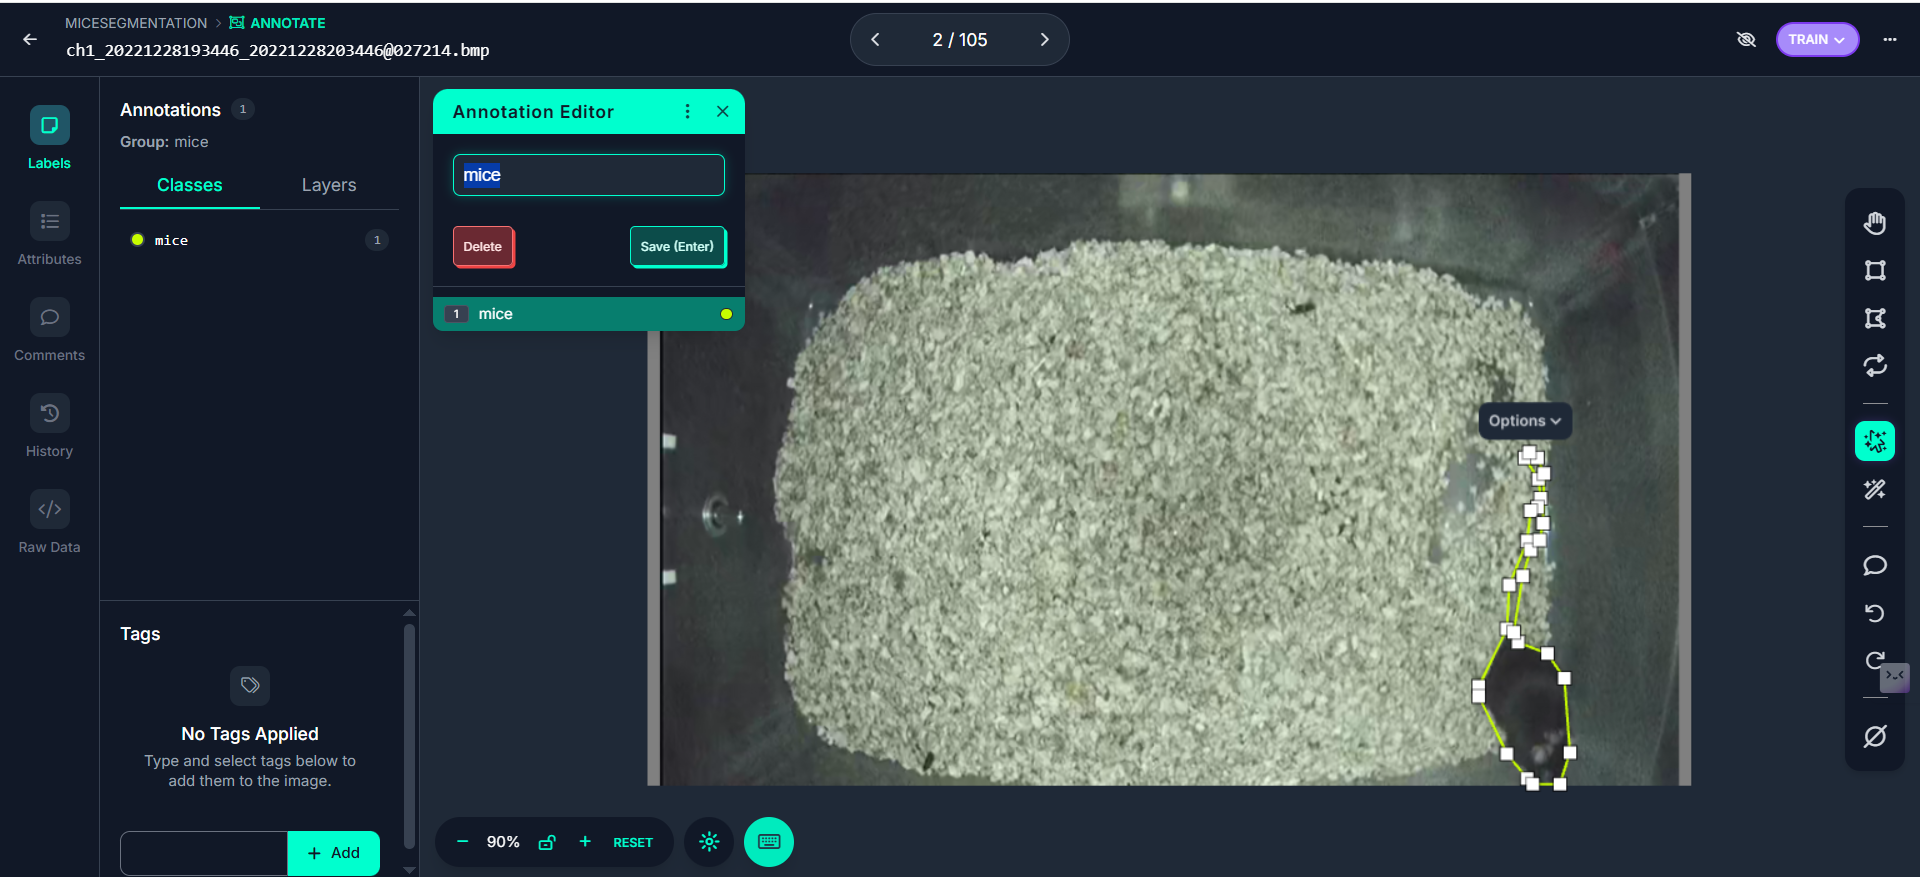 MICESEGMENTATION > ANNOTATE
ch1_20221228193446_20221228203446@027214.bmp
2 / 105
TRAIN
Labels
Attributes
Comments
History
Raw Data
Annotations 1
Group: mice
Classes Layers
mice 1
Tags
No Tags Applied
Type and select tags below to
add them to the image.
+ Add
Annotation Editor
mice
Delete Save (Enter)
1 mice
Options
90% RESET